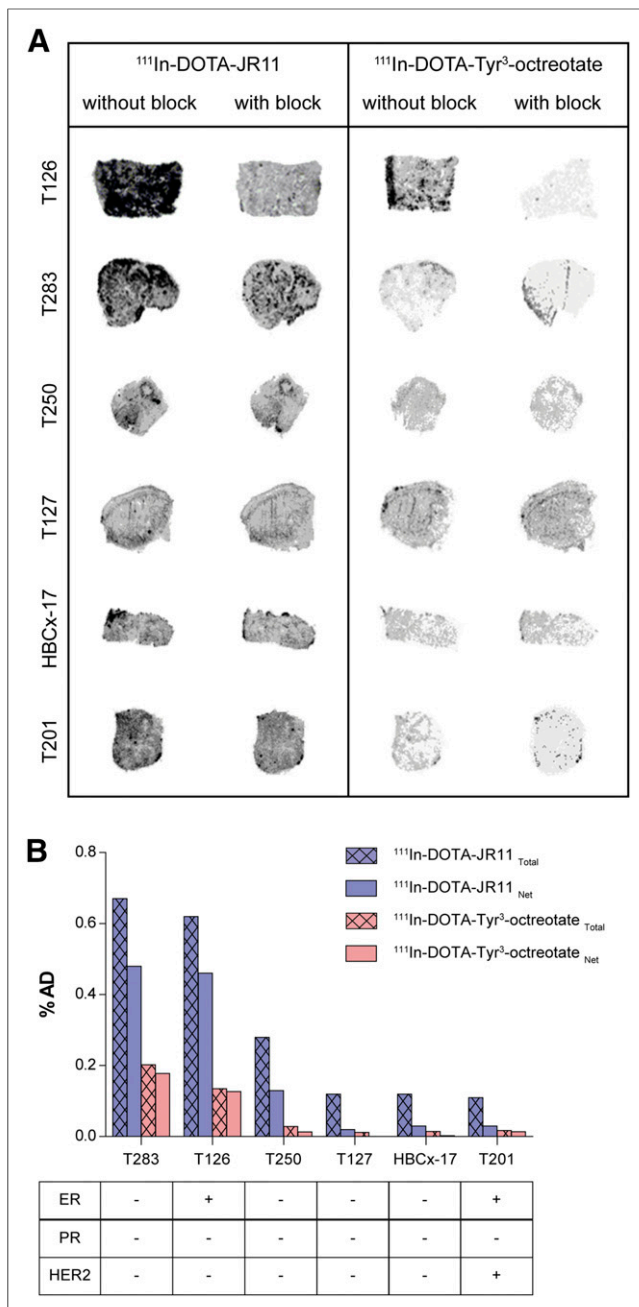 A
¹¹¹In-DOTA-JR11 ¹¹¹In-DOTA-Tyr³-octreotate
without block with block without block with block
T126
T283
T250
T127
HBCx-17
T201
B
0.8
0.6
0.4
0.2
0.0
%AD
¹¹¹In-DOTA-JR11 Total
¹¹¹In-DOTA-JR11 Net
¹¹¹In-DOTA-Tyr³-octreotate Total
¹¹¹In-DOTA-Tyr³-octreotate Net
T283 T126 T250 T127 HBCx-17 T201
ER - + - - - +
PR - - - - - -
HER2 - - - - - +